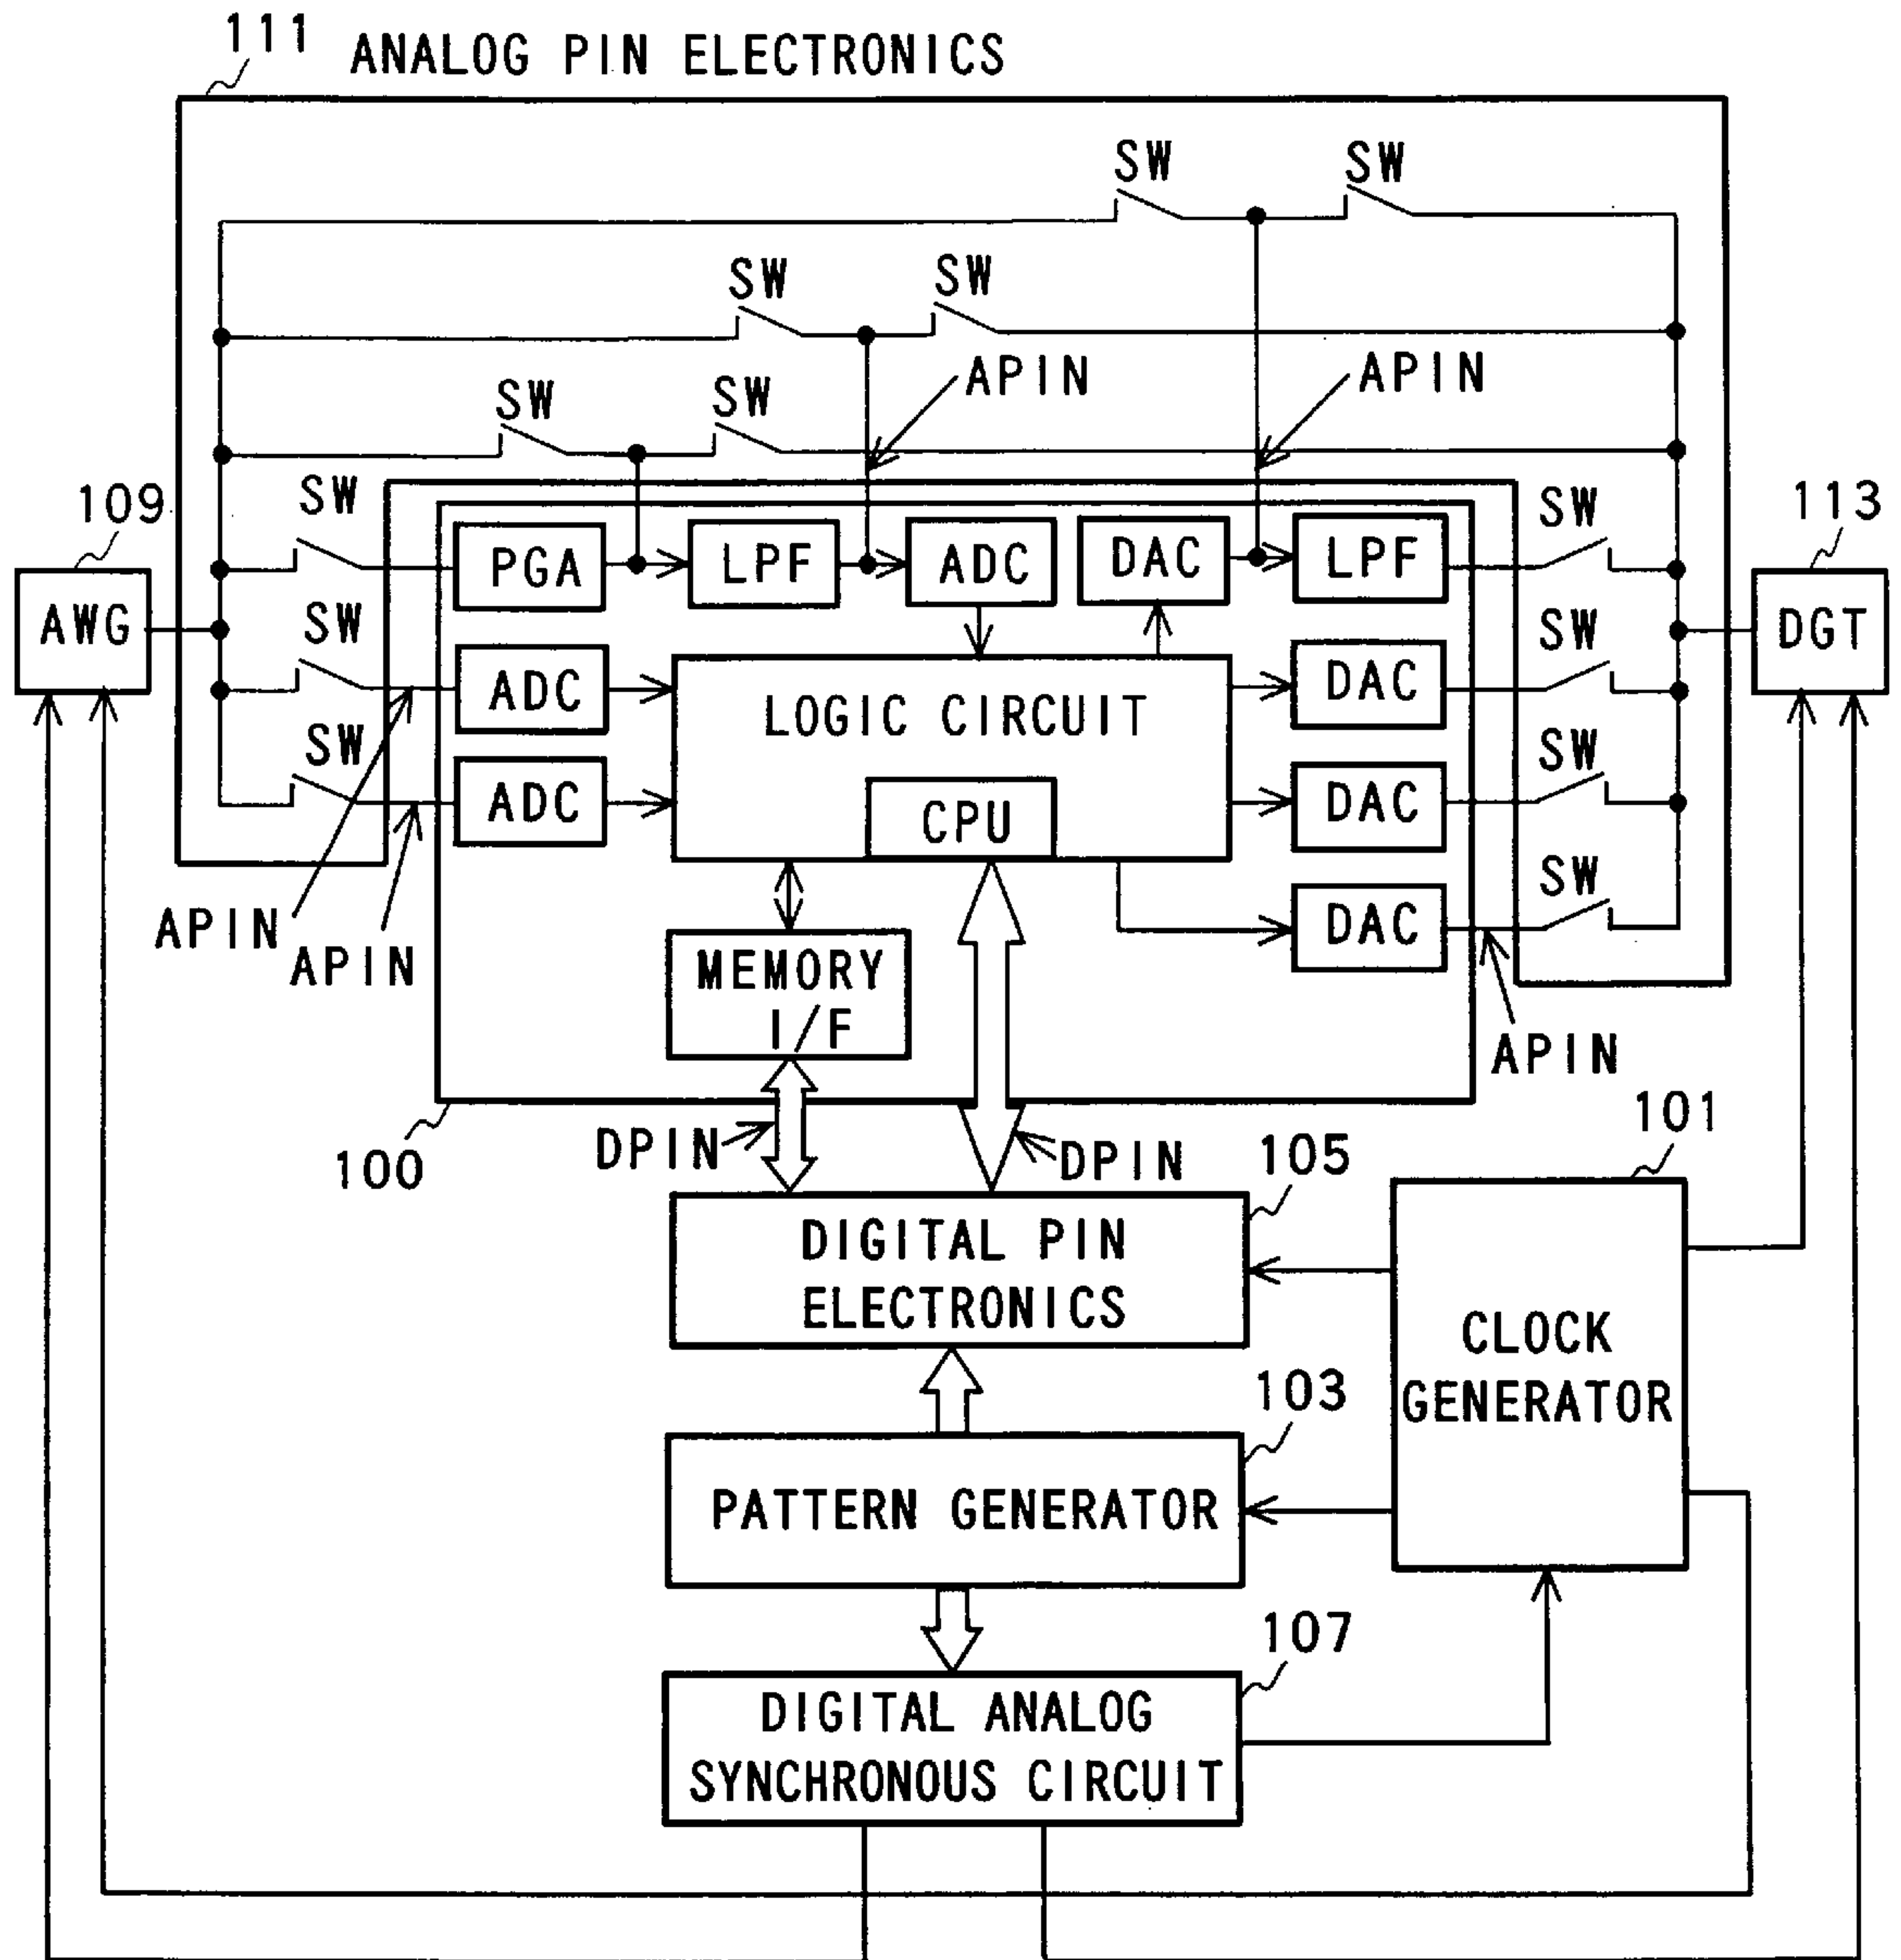 111 ANALOG PIN ELECTRONICS
SW SW
SW SW
APIN APIN
SW SW
109 SW SW 113
PGA LPF ADC DAC LPF
AWG SW SW DGT
ADC LOGIC CIRCUIT DAC
SW SW
ADC CPU DAC
SW
APIN APIN DAC
MEMORY
I/F APIN
100 DPIN DPIN 105 101
DIGITAL PIN
ELECTRONICS
CLOCK
GENERATOR
103
PATTERN GENERATOR
107
DIGITAL ANALOG
SYNCHRONOUS CIRCUIT